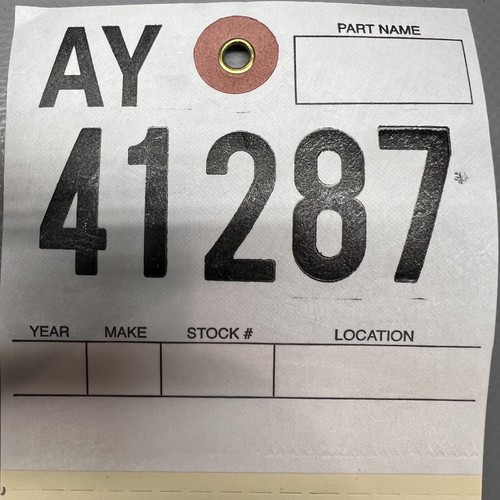 AY
PART NAME
41287
YEAR MAKE STOCK # LOCATION